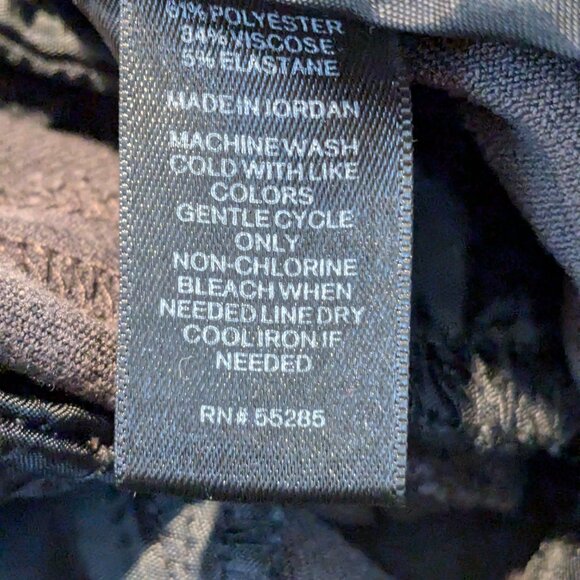 61% POLYESTER
34% VISCOSE
5% ELASTANE
MADE IN JORDAN
MACHINE WASH
COLD WITH LIKE
COLORS
GENTLE CYCLE
ONLY
NON-CHLORINE
BLEACH WHEN
NEEDED LINE DRY
COOL IRON IF
NEEDED
RN# 55285